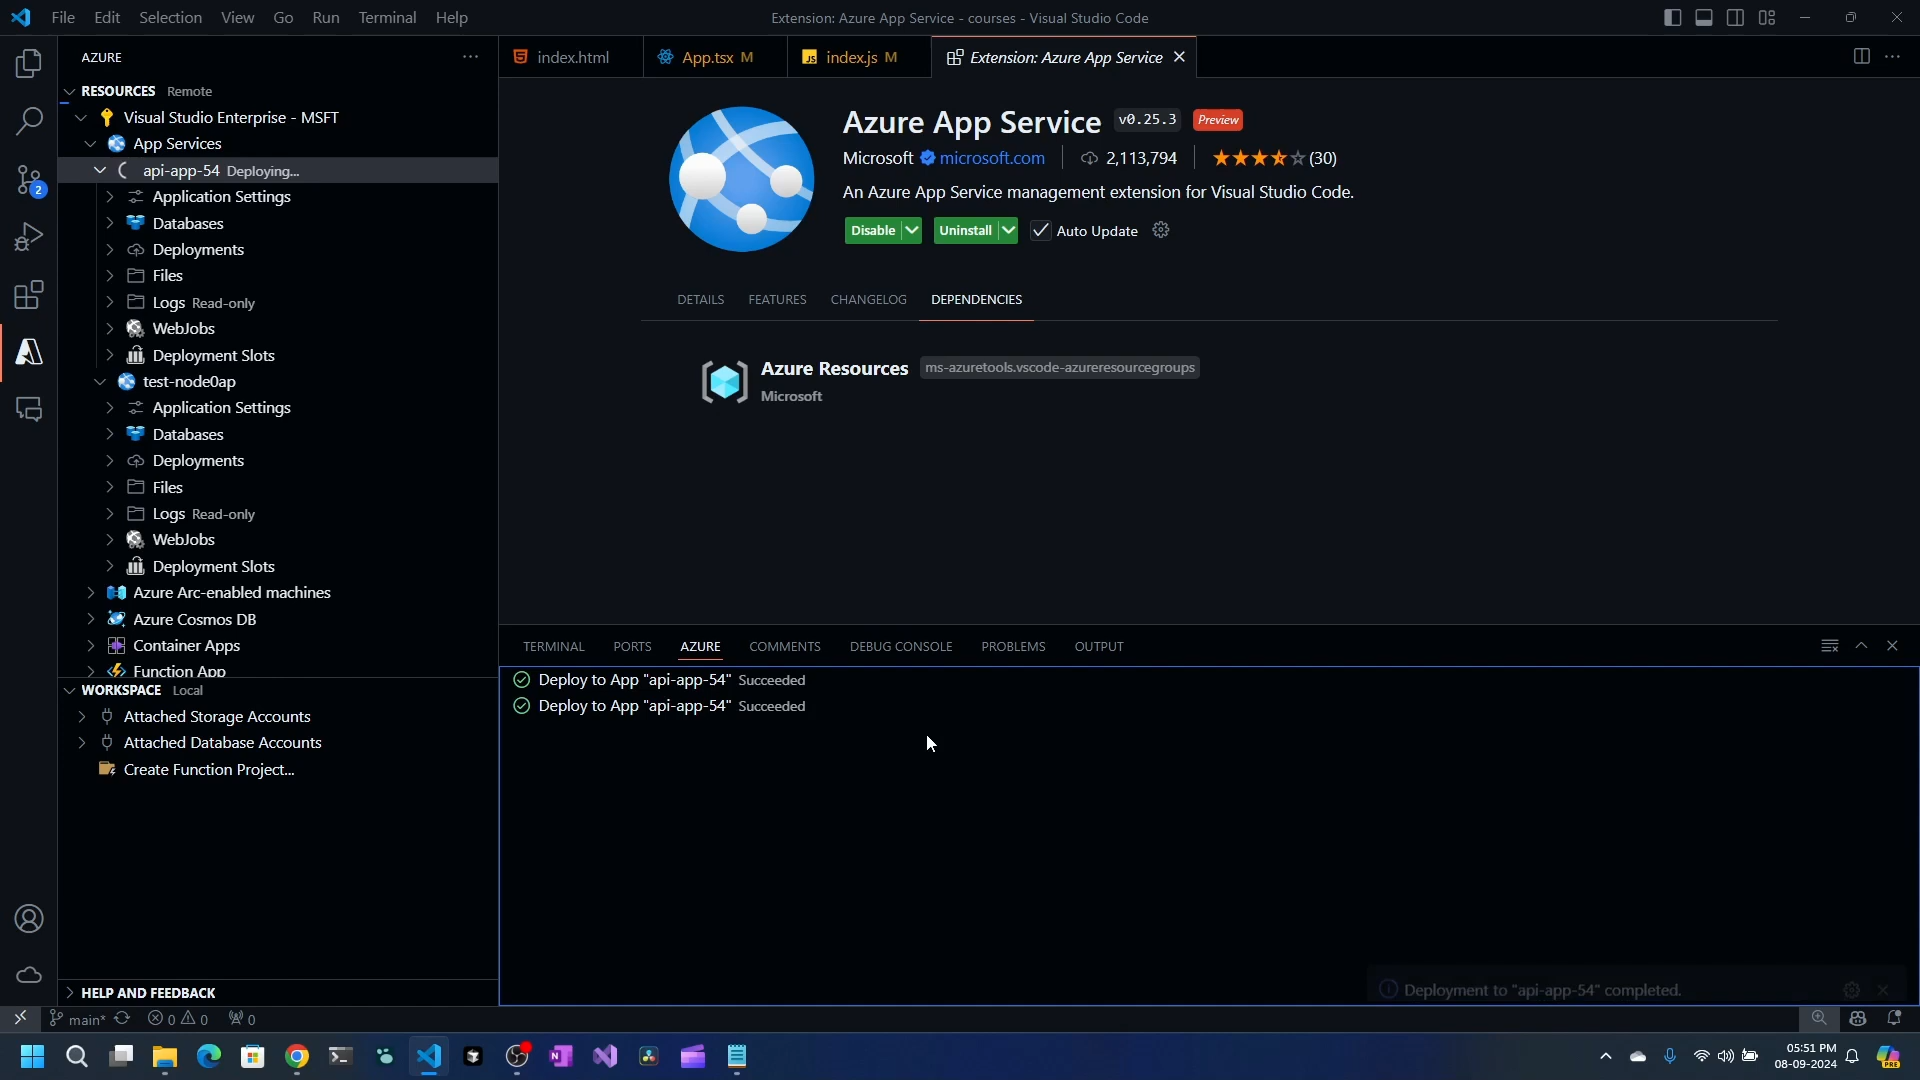 File Edit Selection View Go Run Terminal Help
Extension: Azure App Service - courses - Visual Studio Code
AZURE
index.html
App.tsx M
JS index.js M
Extension: Azure App Service
RESOURCES Remote
Visual Studio Enterprise - MSFT
App Services
api-app-54 Deploying...
Application Settings
Databases
Deployments
Files
Logs Read-only
WebJobs
Deployment Slots
test-node0ap
Application Settings
Databases
Deployments
Files
Logs Read-only
WebJobs
Deployment Slots
Azure Arc-enabled machines
Azure Cosmos DB
Container Apps
Function App
WORKSPACE Local
Attached Storage Accounts
Attached Database Accounts
Create Function Project...
HELP AND FEEDBACK
2
Azure App Service v0.25.3 Preview
Microsoft microsoft.com 2,113,794 (30)
An Azure App Service management extension for Visual Studio Code.
Disable Uninstall Auto Update
DETAILS FEATURES CHANGELOG DEPENDENCIES
Azure Resources ms-azuretools.vscode-azureresourcegroups
Microsoft
TERMINAL PORTS AZURE COMMENTS DEBUG CONSOLE PROBLEMS OUTPUT
Deploy to App "api-app-54" Succeeded
Deploy to App "api-app-54" Succeeded
Deployment to "api-app-54" completed.
main* 0 0 0
05:51 PM
08-09-2024
N
PRE